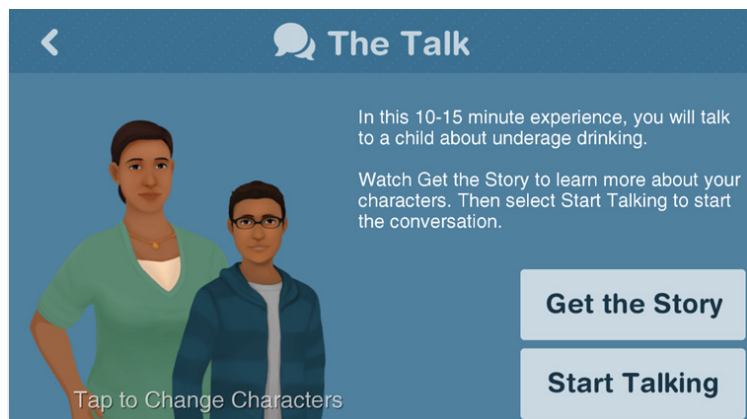 The Talk
In this 10-15 minute experience, you will talk
to a child about underage drinking.
Watch Get the Story to learn more about your
characters. Then select Start Talking to start
the conversation.
Get the Story
Start Talking
Tap to Change Characters